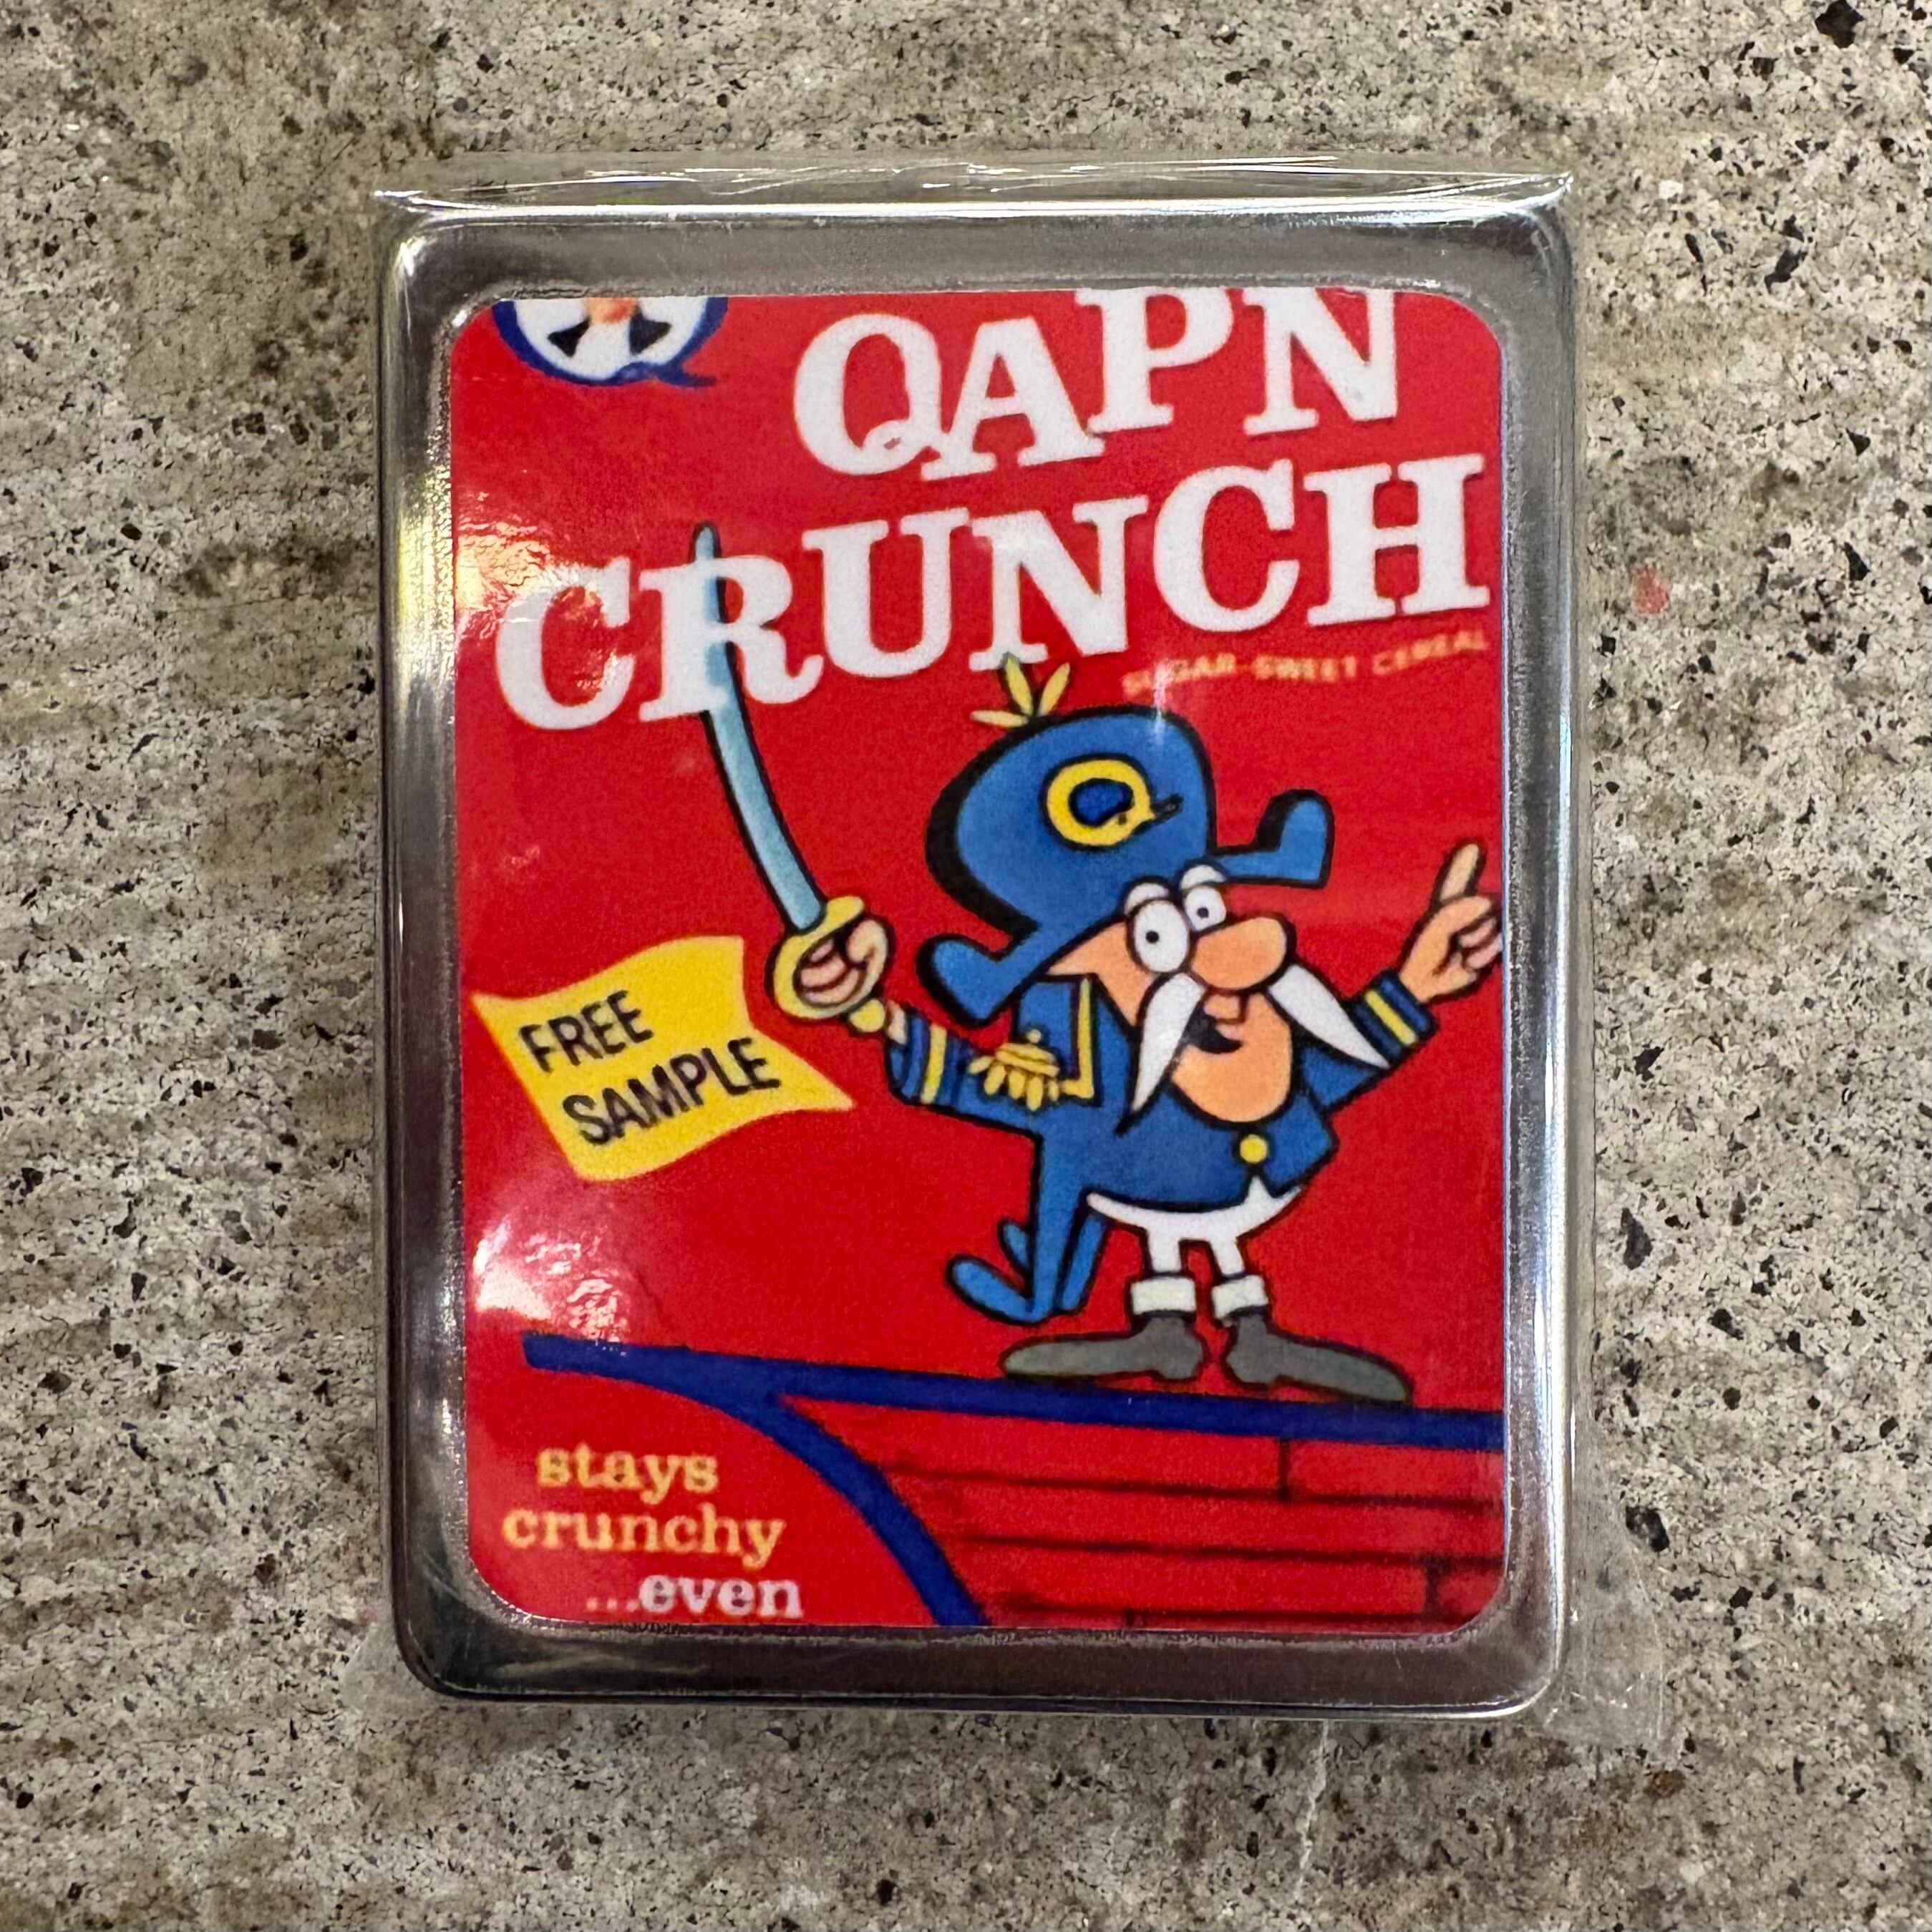 QAPN
CRUNCH
SUGAR-SWEET CEREAL
FREE
SAMPLE
stays
crunchy
...even